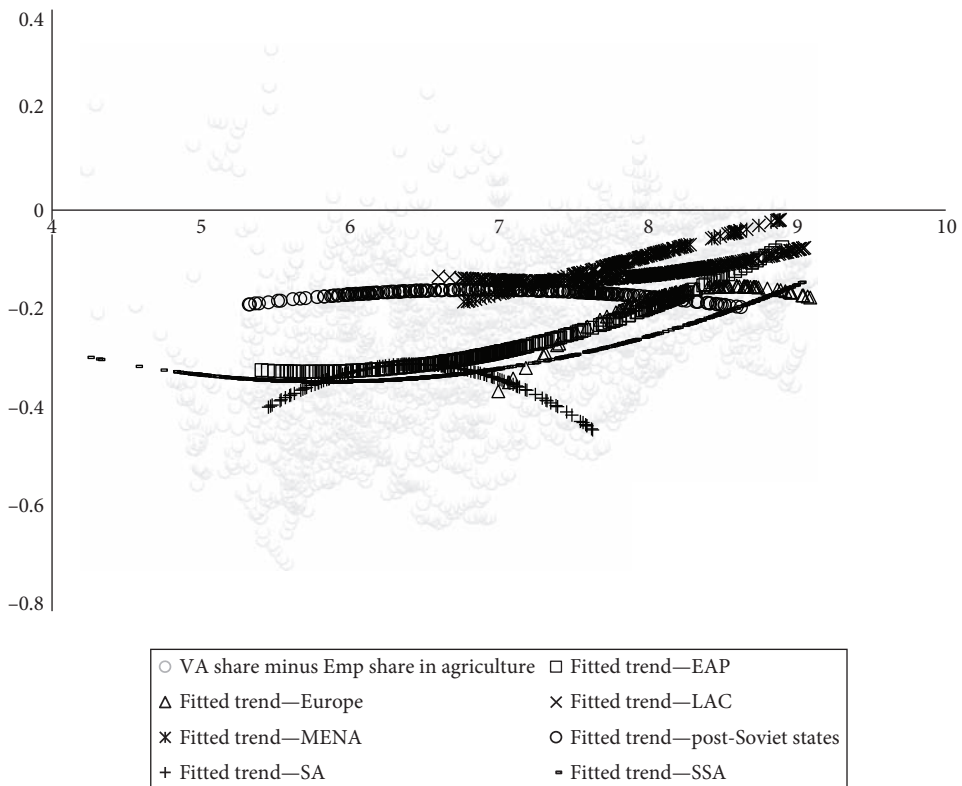 0.4
0.2
0
4 5 6 7 8 9 10
–0.2
–0.4
–0.6
–0.8
VA share minus Emp share in agriculture Fitted trend—EAP
Fitted trend—Europe Fitted trend—LAC
Fitted trend—MENA Fitted trend—post-Soviet states
Fitted trend—SA Fitted trend—SSA